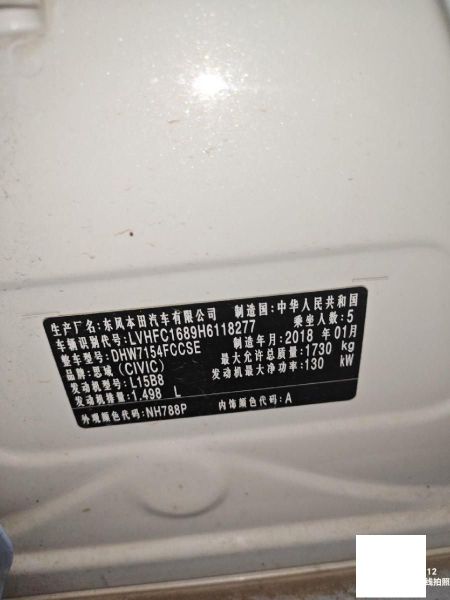 生产厂名:东风本田汽车有限公司 制造国:中华人民共和国
车辆识别代号:LVHFC1689H6118277 乘坐人数:5
整车型号:DHW7154FCCSE 制造年月:2018 年 01月
品牌:思域(CIVIC) 最大允许总质量:1730 kg
发动机型号:L15B8 发动机最大净功率:130 kW
发动机排量:1.498 L
外观颜色代码:NH788P 内饰颜色代码:A
12
线拍照